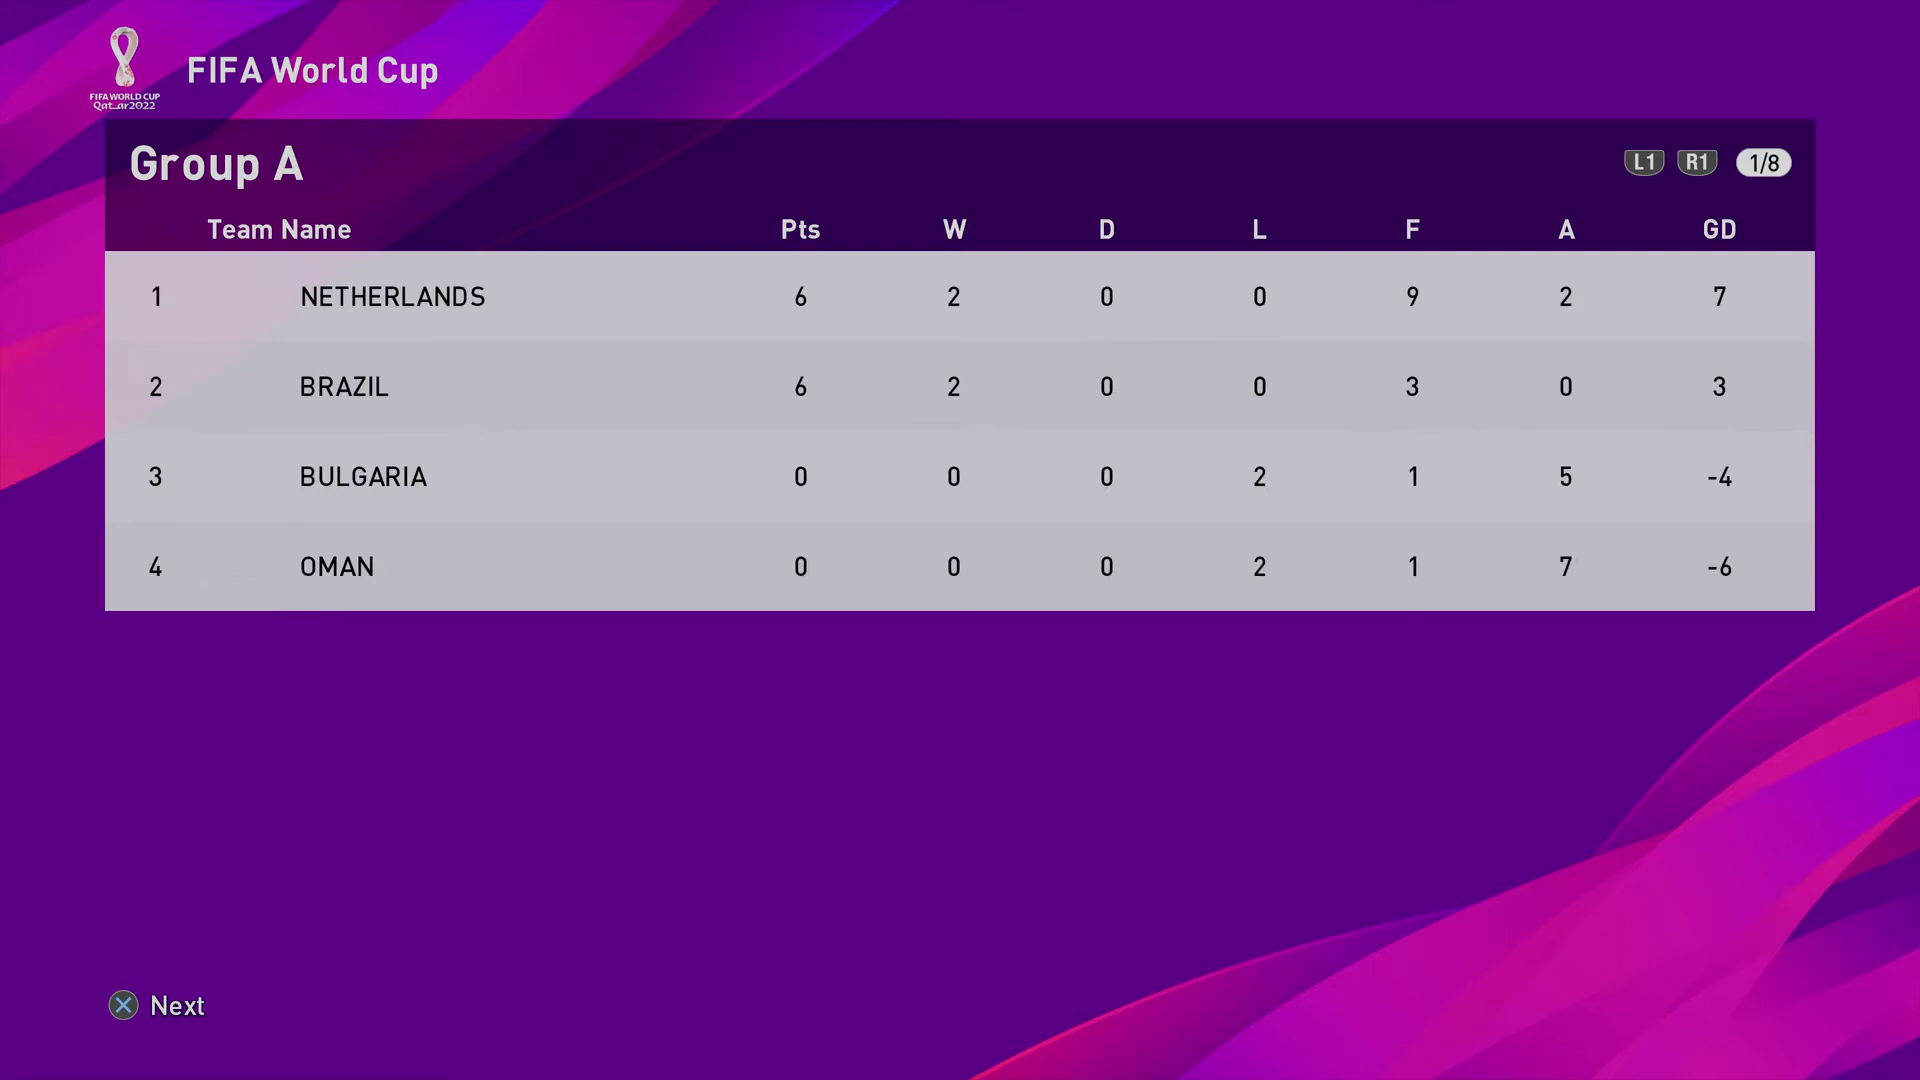 FIFA World Cup
FIFA WORLD CUP
Qat_ar2022
Group A L1 R1 1/8
Team Name Pts W D L F A GD
1 NETHERLANDS 6 2 0 0 9 2 7
2 BRAZIL 6 2 0 0 3 0 3
3 BULGARIA 0 0 0 2 1 5 -4
4 OMAN 0 0 0 2 1 7 -6
Next